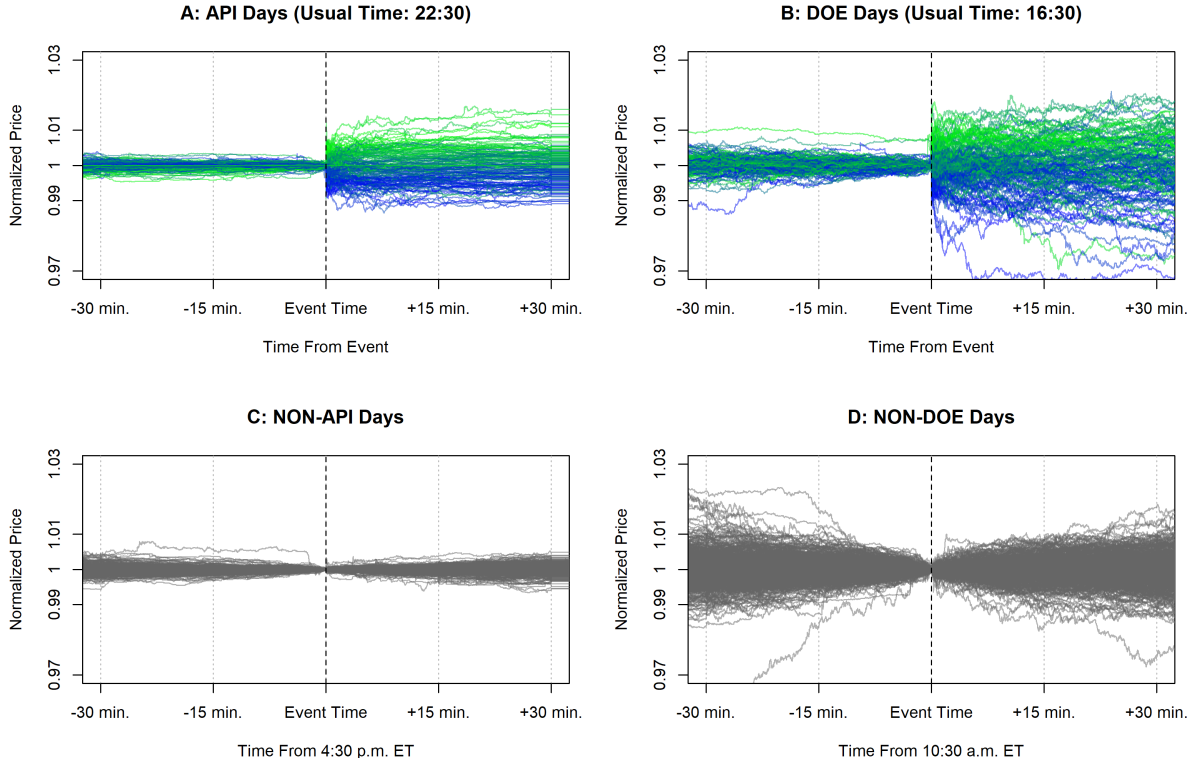 A: API Days (Usual Time: 22:30)
Normalized Price
1.03
1.01
1
0.99
0.97
-30 min.
-15 min.
Event Time
+15 min.
+30 min.
Time From Event
B: DOE Days (Usual Time: 16:30)
Normalized Price
1.03
1.01
1
0.99
0.97
-30 min.
-15 min.
Event Time
+15 min.
+30 min.
Time From Event
C: NON-API Days
Normalized Price
1.03
1.01
1
0.99
0.97
-30 min.
-15 min.
Event Time
+15 min.
+30 min.
Time From 4:30 p.m. ET
D: NON-DOE Days
Normalized Price
1.03
1.01
1
0.99
0.97
-30 min.
-15 min.
Event Time
+15 min.
+30 min.
Time From 10:30 a.m. ET